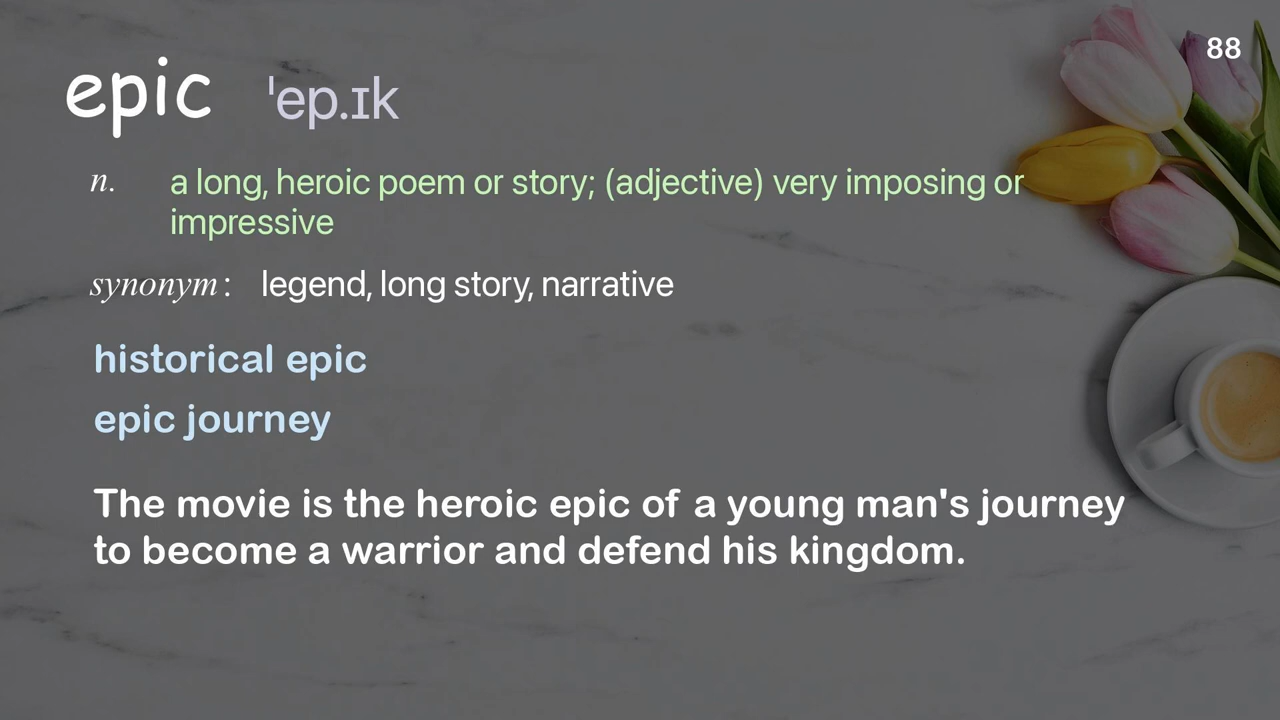 88
epic ˈep.ɪk
n. a long, heroic poem or story; (adjective) very imposing or
impressive
synonym : legend, long story, narrative
historical epic
epic journey
The movie is the heroic epic of a young man's journey
to become a warrior and defend his kingdom.